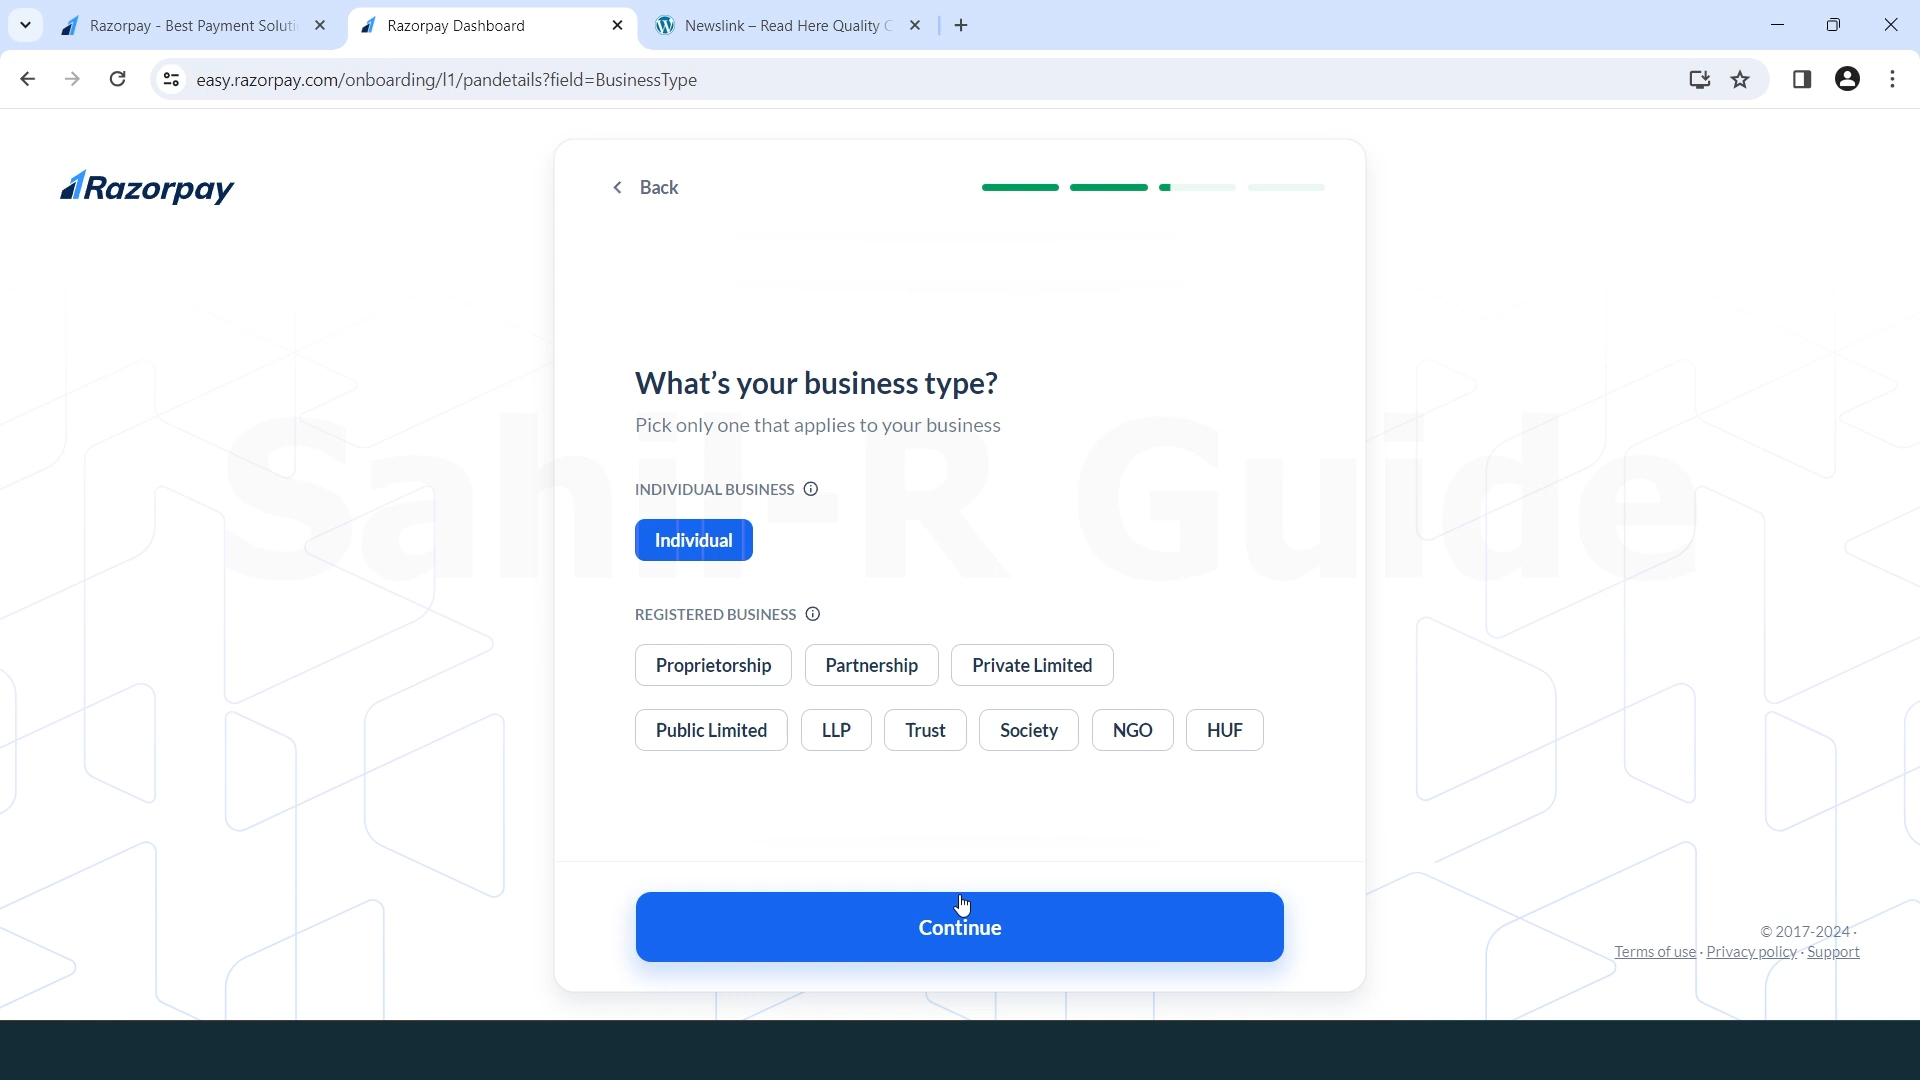 Razorpay - Best Payment Soluti
Razorpay Dashboard
Newslink – Read Here Quality C
easy.razorpay.com/onboarding/l1/pandetails?field=BusinessType
Razorpay
Back
What's your business type?
Pick only one that applies to your business
Sahil-R Guide
INDIVIDUAL BUSINESS
Individual
REGISTERED BUSINESS
Proprietorship Partnership Private Limited
Public Limited LLP Trust Society NGO HUF
Continue
© 2017-2024 ·
Terms of use · Privacy policy · Support